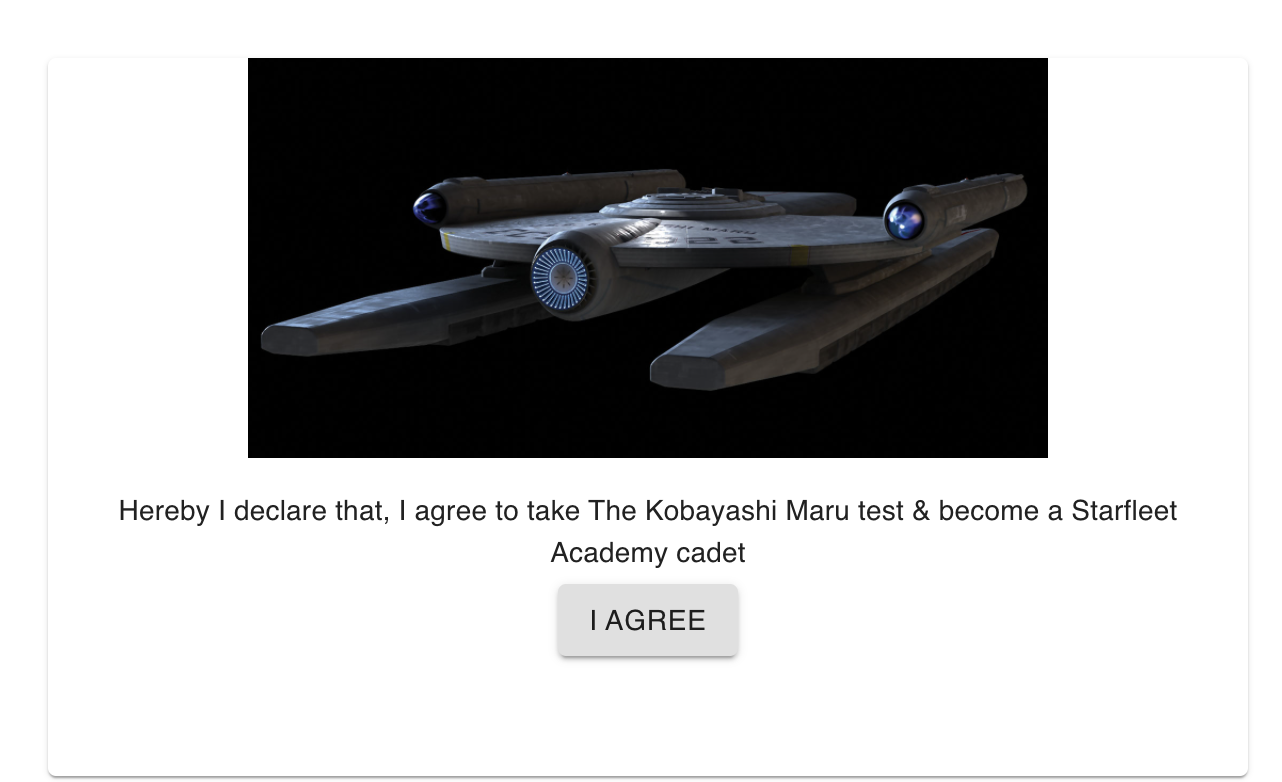 Hereby I declare that, I agree to take The Kobayashi Maru test & become a Starfleet
Academy cadet
I AGREE